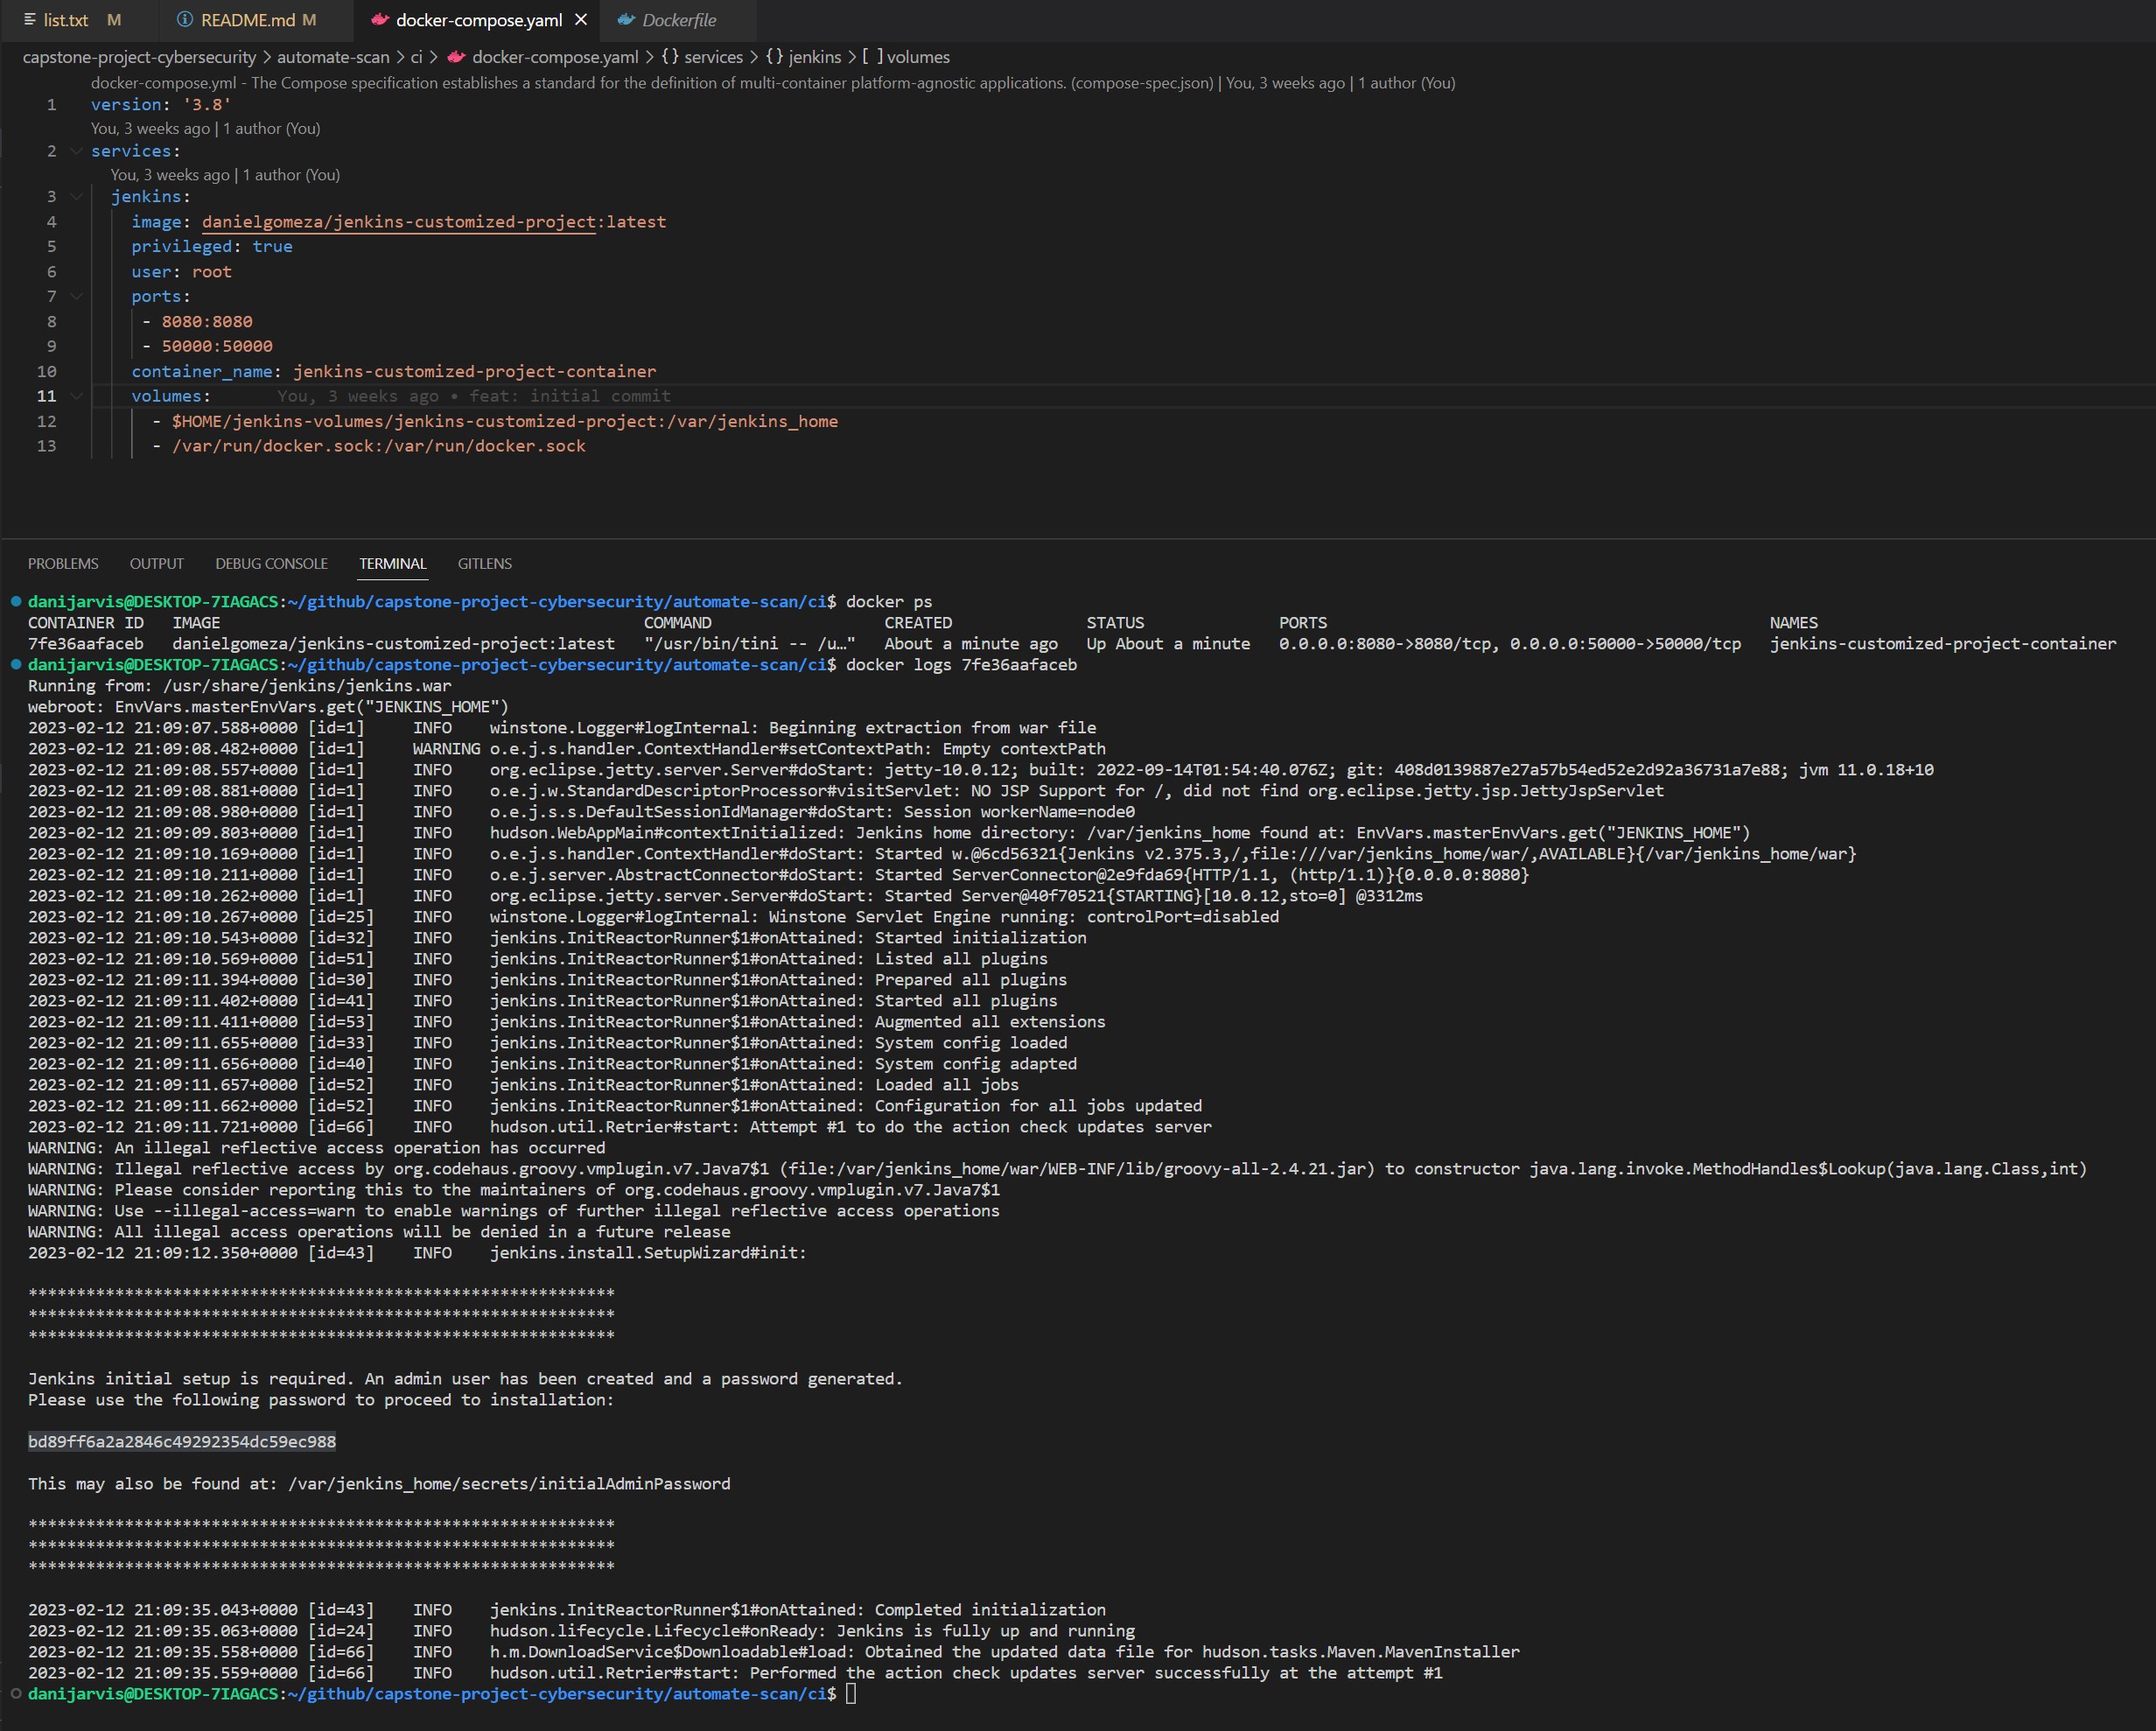 list.txt M README.md M docker-compose.yaml Dockerfile
capstone-project-cybersecurity > automate-scan > ci > docker-compose.yaml > {} services > {} jenkins > [ ] volumes
docker-compose.yml - The Compose specification establishes a standard for the definition of multi-container platform-agnostic applications. (compose-spec.json) | You, 3 weeks ago | 1 author (You)
1 version: '3.8'
You, 3 weeks ago | 1 author (You)
2 services:
You, 3 weeks ago | 1 author (You)
3 jenkins:
4 image: danielgomeza/jenkins-customized-project:latest
5 privileged: true
6 user: root
7 ports:
8 - 8080:8080
9 - 50000:50000
10 container_name: jenkins-customized-project-container
11 volumes: You, 3 weeks ago • feat: initial commit
12 - $HOME/jenkins-volumes/jenkins-customized-project:/var/jenkins_home
13 - /var/run/docker.sock:/var/run/docker.sock
PROBLEMS OUTPUT DEBUG CONSOLE TERMINAL GITLENS
danijarvis@DESKTOP-7IAGACS:~/github/capstone-project-cybersecurity/automate-scan/ci$ docker ps
CONTAINER ID IMAGE COMMAND CREATED STATUS PORTS NAMES
7fe36aafaceb danielgomeza/jenkins-customized-project:latest "/usr/bin/tini -- /u…" About a minute ago Up About a minute 0.0.0.0:8080->8080/tcp, 0.0.0.0:50000->50000/tcp jenkins-customized-project-container
danijarvis@DESKTOP-7IAGACS:~/github/capstone-project-cybersecurity/automate-scan/ci$ docker logs 7fe36aafaceb
Running from: /usr/share/jenkins/jenkins.war
webroot: EnvVars.masterEnvVars.get("JENKINS_HOME")
2023-02-12 21:09:07.588+0000 [id=1] INFO winstone.Logger#logInternal: Beginning extraction from war file
2023-02-12 21:09:08.482+0000 [id=1] WARNING o.e.j.s.handler.ContextHandler#setContextPath: Empty contextPath
2023-02-12 21:09:08.557+0000 [id=1] INFO org.eclipse.jetty.server.Server#doStart: jetty-10.0.12; built: 2022-09-14T01:54:40.076Z; git: 408d0139887e27a57b54ed52e2d92a36731a7e88; jvm 11.0.18+10
2023-02-12 21:09:08.881+0000 [id=1] INFO o.e.j.w.StandardDescriptorProcessor#visitServlet: NO JSP Support for /, did not find org.eclipse.jetty.jsp.JettyJspServlet
2023-02-12 21:09:08.980+0000 [id=1] INFO o.e.j.s.s.DefaultSessionIdManager#doStart: Session workerName=node0
2023-02-12 21:09:09.803+0000 [id=1] INFO hudson.WebAppMain#contextInitialized: Jenkins home directory: /var/jenkins_home found at: EnvVars.masterEnvVars.get("JENKINS_HOME")
2023-02-12 21:09:10.169+0000 [id=1] INFO o.e.j.s.handler.ContextHandler#doStart: Started w.@6cd56321{Jenkins v2.375.3,/,file:///var/jenkins_home/war/,AVAILABLE}{/var/jenkins_home/war}
2023-02-12 21:09:10.211+0000 [id=1] INFO o.e.j.server.AbstractConnector#doStart: Started ServerConnector@2e9fda69{HTTP/1.1, (http/1.1)}{0.0.0.0:8080}
2023-02-12 21:09:10.262+0000 [id=1] INFO org.eclipse.jetty.server.Server#doStart: Started Server@40f70521{STARTING}[10.0.12,sto=0] @3312ms
2023-02-12 21:09:10.267+0000 [id=25] INFO winstone.Logger#logInternal: Winstone Servlet Engine running: controlPort=disabled
2023-02-12 21:09:10.543+0000 [id=32] INFO jenkins.InitReactorRunner$1#onAttained: Started initialization
2023-02-12 21:09:10.569+0000 [id=51] INFO jenkins.InitReactorRunner$1#onAttained: Listed all plugins
2023-02-12 21:09:11.394+0000 [id=30] INFO jenkins.InitReactorRunner$1#onAttained: Prepared all plugins
2023-02-12 21:09:11.402+0000 [id=41] INFO jenkins.InitReactorRunner$1#onAttained: Started all plugins
2023-02-12 21:09:11.411+0000 [id=53] INFO jenkins.InitReactorRunner$1#onAttained: Augmented all extensions
2023-02-12 21:09:11.655+0000 [id=33] INFO jenkins.InitReactorRunner$1#onAttained: System config loaded
2023-02-12 21:09:11.656+0000 [id=40] INFO jenkins.InitReactorRunner$1#onAttained: System config adapted
2023-02-12 21:09:11.657+0000 [id=52] INFO jenkins.InitReactorRunner$1#onAttained: Loaded all jobs
2023-02-12 21:09:11.662+0000 [id=52] INFO jenkins.InitReactorRunner$1#onAttained: Configuration for all jobs updated
2023-02-12 21:09:11.721+0000 [id=66] INFO hudson.util.Retrier#start: Attempt #1 to do the action check updates server
WARNING: An illegal reflective access operation has occurred
WARNING: Illegal reflective access by org.codehaus.groovy.vmplugin.v7.Java7$1 (file:/var/jenkins_home/war/WEB-INF/lib/groovy-all-2.4.21.jar) to constructor java.lang.invoke.MethodHandles$Lookup(java.lang.Class,int)
WARNING: Please consider reporting this to the maintainers of org.codehaus.groovy.vmplugin.v7.Java7$1
WARNING: Use --illegal-access=warn to enable warnings of further illegal reflective access operations
WARNING: All illegal access operations will be denied in a future release
2023-02-12 21:09:12.350+0000 [id=43] INFO jenkins.install.SetupWizard#init:
*************************************************************
*************************************************************
*************************************************************
Jenkins initial setup is required. An admin user has been created and a password generated.
Please use the following password to proceed to installation:
bd89ff6a2a2846c49292354dc59ec988
This may also be found at: /var/jenkins_home/secrets/initialAdminPassword
*************************************************************
*************************************************************
*************************************************************
2023-02-12 21:09:35.043+0000 [id=43] INFO jenkins.InitReactorRunner$1#onAttained: Completed initialization
2023-02-12 21:09:35.063+0000 [id=24] INFO hudson.lifecycle.Lifecycle#onReady: Jenkins is fully up and running
2023-02-12 21:09:35.558+0000 [id=66] INFO h.m.DownloadService$Downloadable#load: Obtained the updated data file for hudson.tasks.Maven.MavenInstaller
2023-02-12 21:09:35.559+0000 [id=66] INFO hudson.util.Retrier#start: Performed the action check updates server successfully at the attempt #1
danijarvis@DESKTOP-7IAGACS:~/github/capstone-project-cybersecurity/automate-scan/ci$